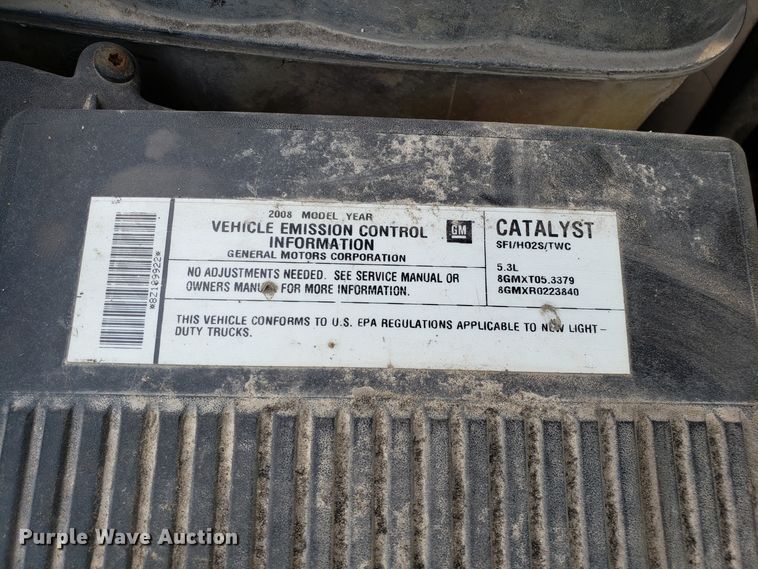 2008 MODEL YEAR
VEHICLE EMISSION CONTROL
INFORMATION
GENERAL MOTORS CORPORATION
GM
NO ADJUSTMENTS NEEDED. SEE SERVICE MANUAL OR
OWNERS MANUAL FOR MORE INFORMATION.
CATALYST
SFI/HO2S/TWC
5.3L
8GMXT05.3379
8GMXR0223840
THIS VEHICLE CONFORMS TO U.S. EPA REGULATIONS APPLICABLE TO NEW LIGHT-
DUTY TRUCKS.
Purple Wave Auction